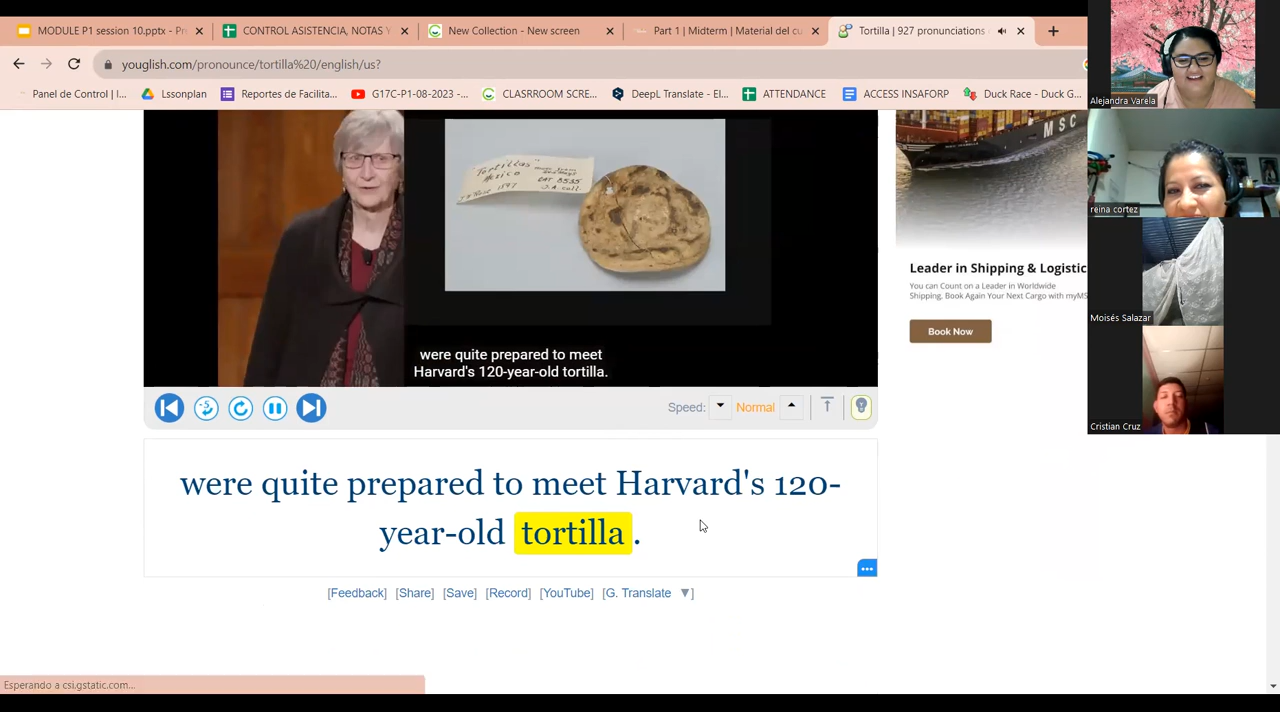 MODULE P1 session 10.pptx - Pr
CONTROL ASISTENCIA, NOTAS Y
New Collection - New screen
Part 1 | Midterm | Material del cu
Tortilla | 927 pronunciations
youglish.com/pronounce/tortilla%20/english/us?
Panel de Control | I...
Lssonplan
Reportes de Facilita...
G17C-P1-08-2023 -...
CLASSROOM SCRE...
DeepL Translate - El...
ATTENDANCE
ACCESS INSAFORP
Duck Race - Duck G...
Alejandra Varela
reina cortez
Moisés Salazar
Cristian Cruz
Tortillas
Mexico
1897
MSC
were quite prepared to meet
Harvard's 120-year-old tortilla.
Speed:
Normal
Leader in Shipping & Logistic
You can Count on a Leader in Worldwide
Shipping. Book Again Your Next Cargo with myMS
Book Now
were quite prepared to meet Harvard's 120-
year-old tortilla.
[Feedback] [Share] [Save] [Record] [YouTube] [G. Translate ▼]
Esperando a csi.gstatic.com...